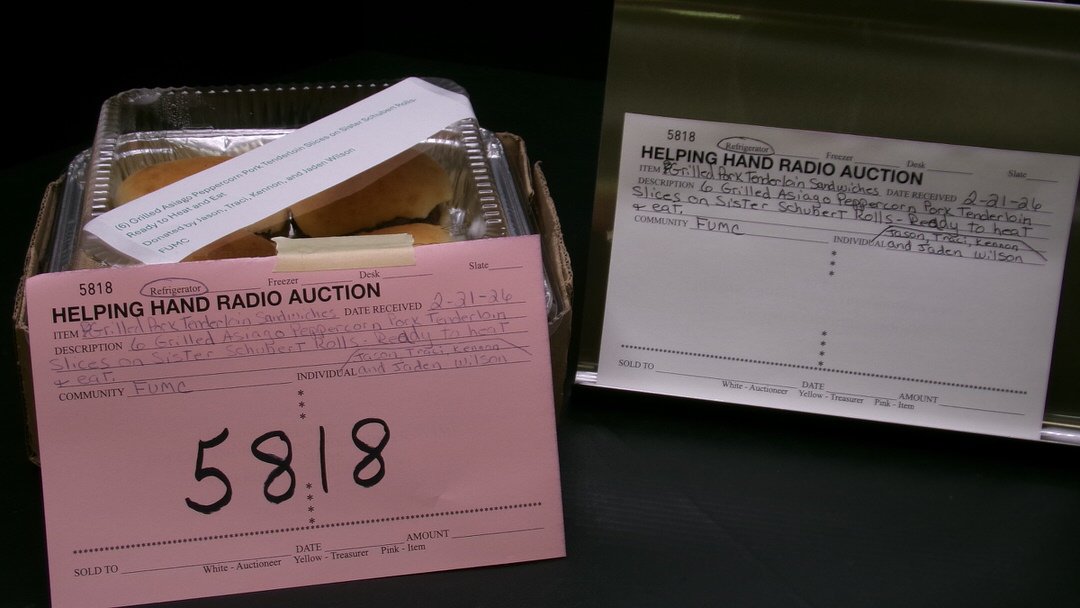 (6) Grilled Asiago Peppercorn Pork Tenderloin Slices on Sister Schubert Rolls-
Ready to Heat and Eat
Donated by Jason, Traci, Kennon, and Jaden Wilson
FUMC
5818 Refrigerator Freezer Desk Slate
HELPING HAND RADIO AUCTION
ITEM Grilled Pork Tenderloin Sandwiches DATE RECEIVED 2-21-26
DESCRIPTION 6 Grilled Asiago Peppercorn Pork Tenderloin
Slices on Sister Schubert Rolls - Ready to heat
& eat.
COMMUNITY FUMC INDIVIDUAL Jason, Traci, Kennon
and Jaden Wilson
5818
SOLD TO DATE AMOUNT
White - Auctioneer Yellow - Treasurer Pink - Item
5818 Refrigerator Freezer Desk Slate
HELPING HAND RADIO AUCTION
ITEM Grilled Pork Tenderloin Sandwiches DATE RECEIVED 2-21-26
DESCRIPTION 6 Grilled Asiago Peppercorn Pork Tenderloin
Slices on Sister Schubert Rolls - Ready to heat
& eat.
COMMUNITY FUMC INDIVIDUAL Jason, Traci, Kennon
and Jaden Wilson
SOLD TO DATE AMOUNT
White - Auctioneer Yellow - Treasurer Pink - Item